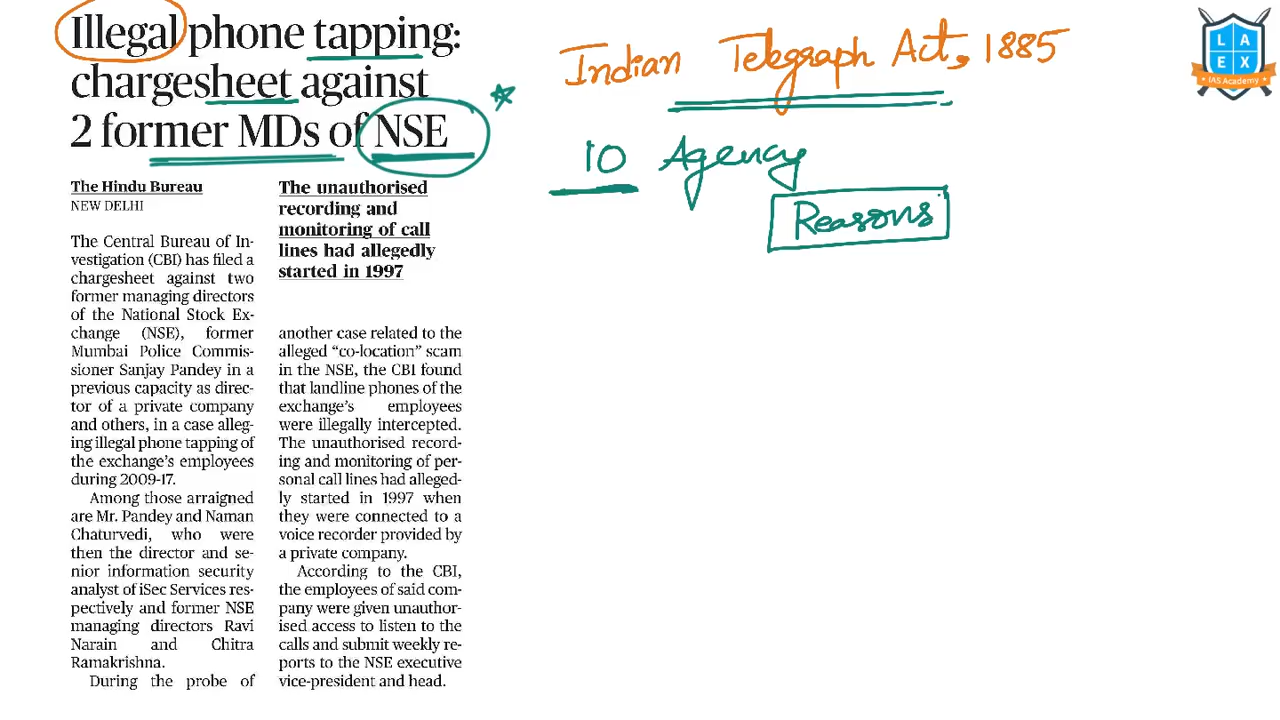 Illegal phone tapping:
chargesheet against
2 former MDs of NSE
The Hindu Bureau
NEW DELHI
The Central Bureau of In-
vestigation (CBI) has filed a
chargesheet against two
former managing directors
of the National Stock Ex-
change (NSE), former
Mumbai Police Commis-
sioner Sanjay Pandey in a
previous capacity as direc-
tor of a private company
and others, in a case alleg-
ing illegal phone tapping of
the exchange's employees
during 2009-17.
Among those arraigned
are Mr. Pandey and Naman
Chaturvedi, who were
then the director and se-
nior information security
analyst of iSec Services res-
pectively and former NSE
managing directors Ravi
Narain and Chitra
Ramakrishna.
During the probe of
The unauthorised
recording and
monitoring of call
lines had allegedly
started in 1997
another case related to the
alleged "co-location" scam
in the NSE, the CBI found
that landline phones of the
exchange's employees
were illegally intercepted.
The unauthorised record-
ing and monitoring of per-
sonal call lines had alleged-
ly started in 1997 when
they were connected to a
voice recorder provided by
a private company.
According to the CBI,
the employees of said com-
pany were given unauthor-
ised access to listen to the
calls and submit weekly re-
ports to the NSE executive
vice-president and head.
Indian Telegraph Act, 1885
10 Agency
Reasons
L A
E X
IAS Academy